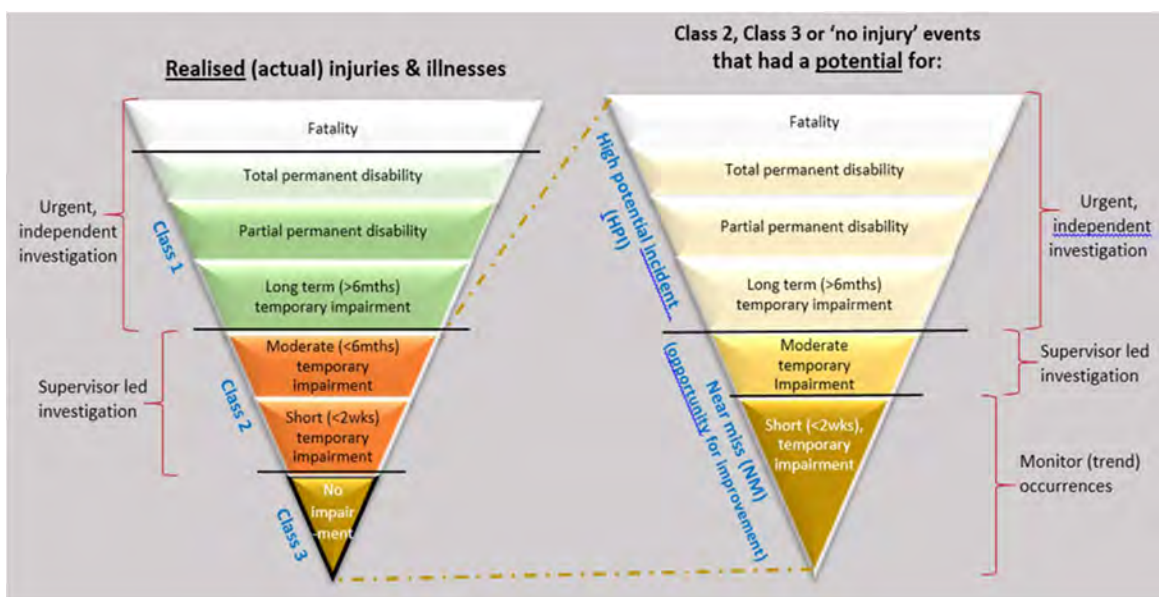 Realised (actual) injuries & illnesses
Fatality
Total permanent disability
Partial permanent disability
Long term (>6mths)
temporary impairment
Moderate (<6mths)
temporary
impairment
Short (<2wks)
temporary
impairment
No
impair
-ment
Urgent,
independent
investigation
Supervisor led
investigation
Class 1
Class 2
Class 3
Class 2, Class 3 or ‘no injury’ events
that had a potential for:
Fatality
Total permanent disability
Partial permanent disability
Long term (>6mths)
temporary impairment
Moderate
temporary
Impairment
Short (<2wks),
temporary
impairment
High potential incident
(HPI)
Near miss (NM)
(opportunity for improvement)
Urgent,
independent
investigation
Supervisor led
investigation
Monitor (trend)
occurrences